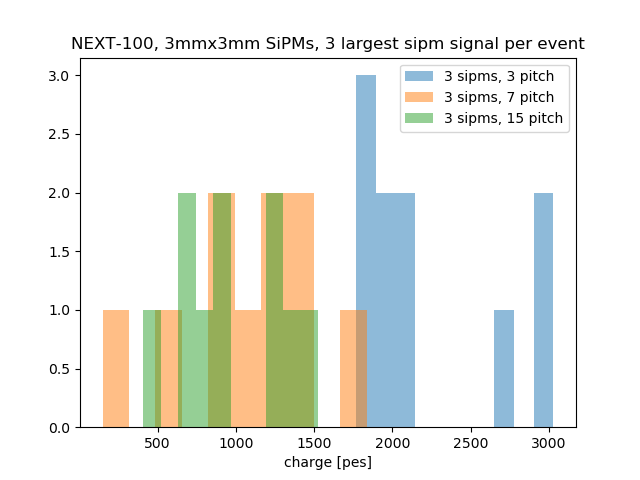 NEXT-100, 3mmx3mm SiPMs, 3 largest sipm signal per event
3 sipms, 3 pitch
3 sipms, 7 pitch
3 sipms, 15 pitch
3.0
2.5
2.0
1.5
1.0
0.5
0.0
500 1000 1500 2000 2500 3000
charge [pes]